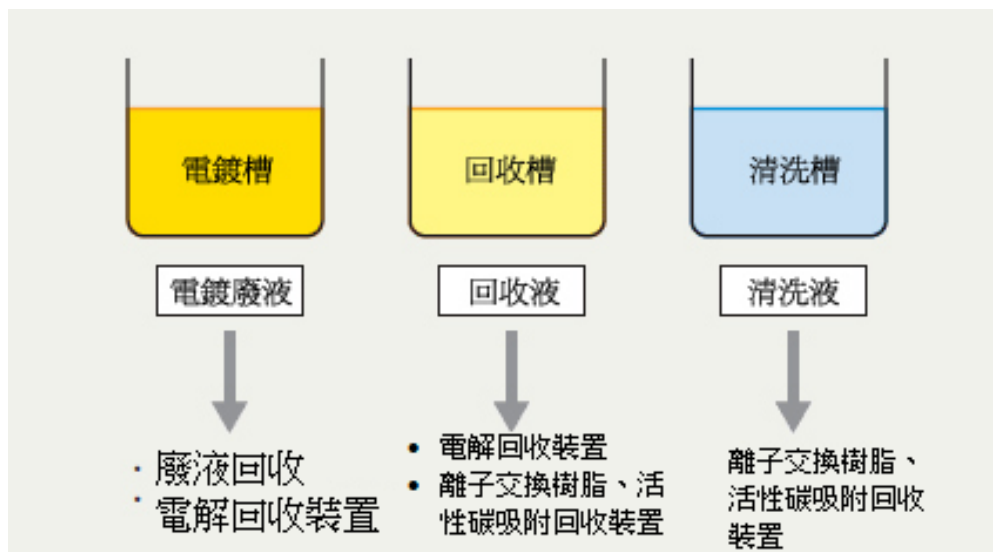 電鍍槽
回收槽
清洗槽
電鍍廢液
回收液
清洗液
· 廢液回收
· 電解回收裝置
• 電解回收裝置
• 離子交換樹脂、活
性碳吸附回收裝置
離子交換樹脂、
活性碳吸附回收
裝置